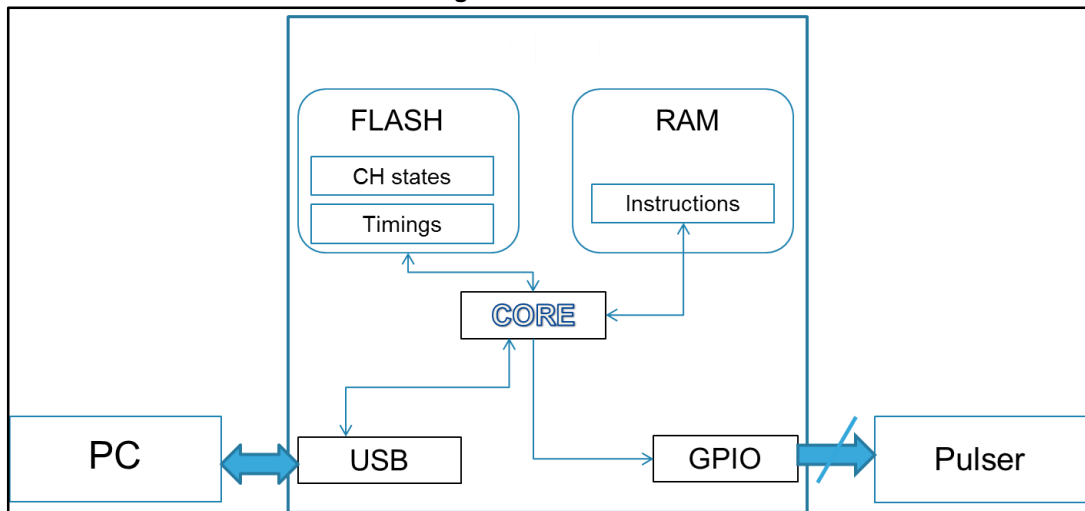 FLASH
CH states
Timings
RAM
Instructions
CORE
PC
USB
GPIO
Pulser